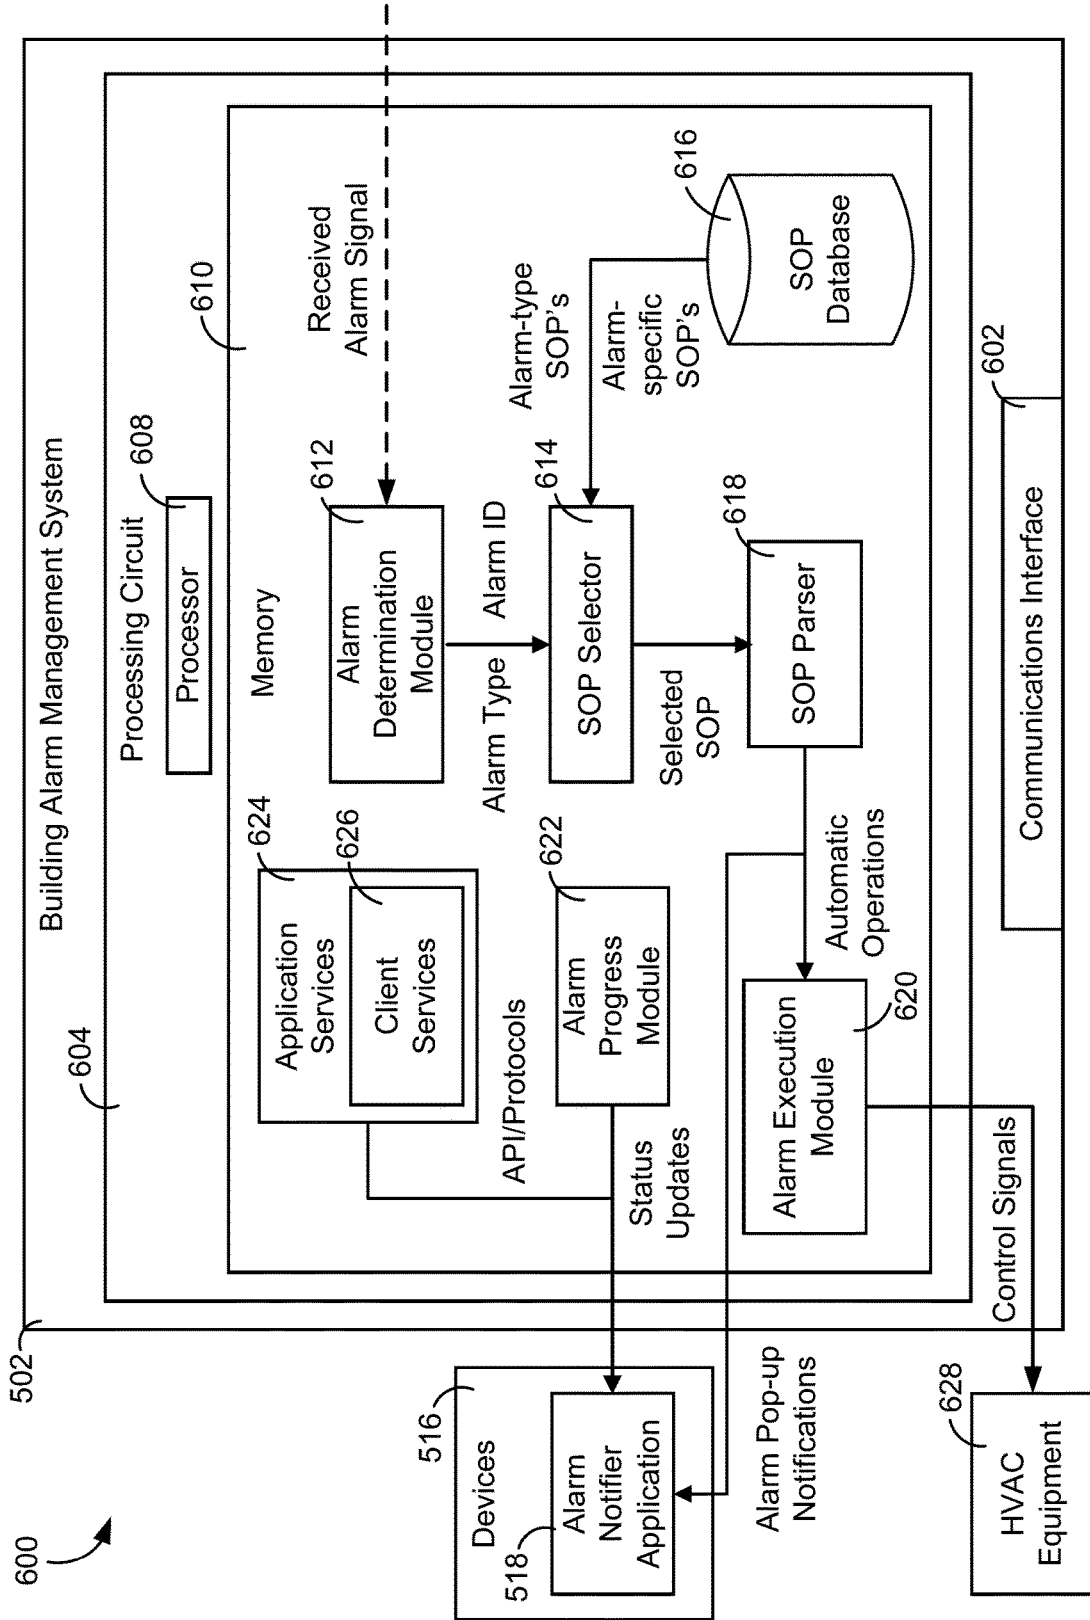 600
502
Building Alarm Management System
604
Processing Circuit
608
Processor
610
Memory
Received
Alarm Signal
624
Application
Services
626
Client
Services
612
Alarm
Determination
Module
API/Protocols
Alarm Type
Alarm ID
Alarm-type
SOP's
Alarm-
specific
SOP's
616
SOP
Database
622
Alarm
Progress
Module
614
SOP Selector
Status
Updates
Selected
SOP
618
SOP Parser
Automatic
Operations
Alarm Execution
Module
620
602
Communications Interface
Control Signals
516
Devices
518
Alarm
Notifier
Application
Alarm Pop-up
Notifications
628
HVAC
Equipment